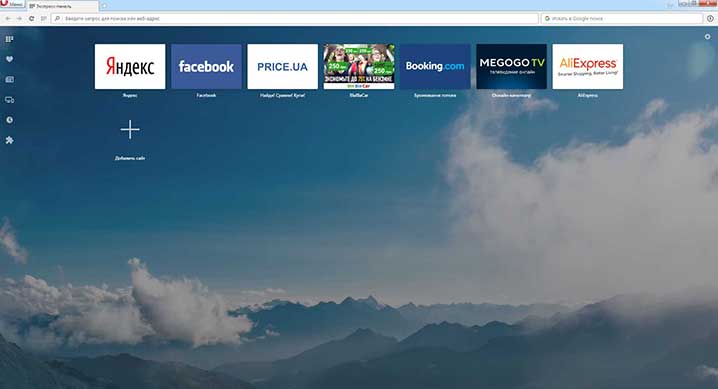 Меню
Экспресс-панель
Введите запрос для поиска или веб-адрес
Искать в Google поиск
Яндекс
facebook
PRICE.UA
250 грн
250 грн
250
ЭКОНОМЬТЕ ДО 75% НА БЕНЗИНЕ
BlaBlaCar
Booking.com
MEGOGO TV
ТЕЛЕВИДЕНИЕ ОНЛАЙН
AliExpress
Smarter Shopping, Better Living!
Яндекс
Facebook
Найди! Сравни! Купи!
BlaBlaCar
Бронирование готелів
Онлайн-кинотеатр
AliExpress
Добавить сайт